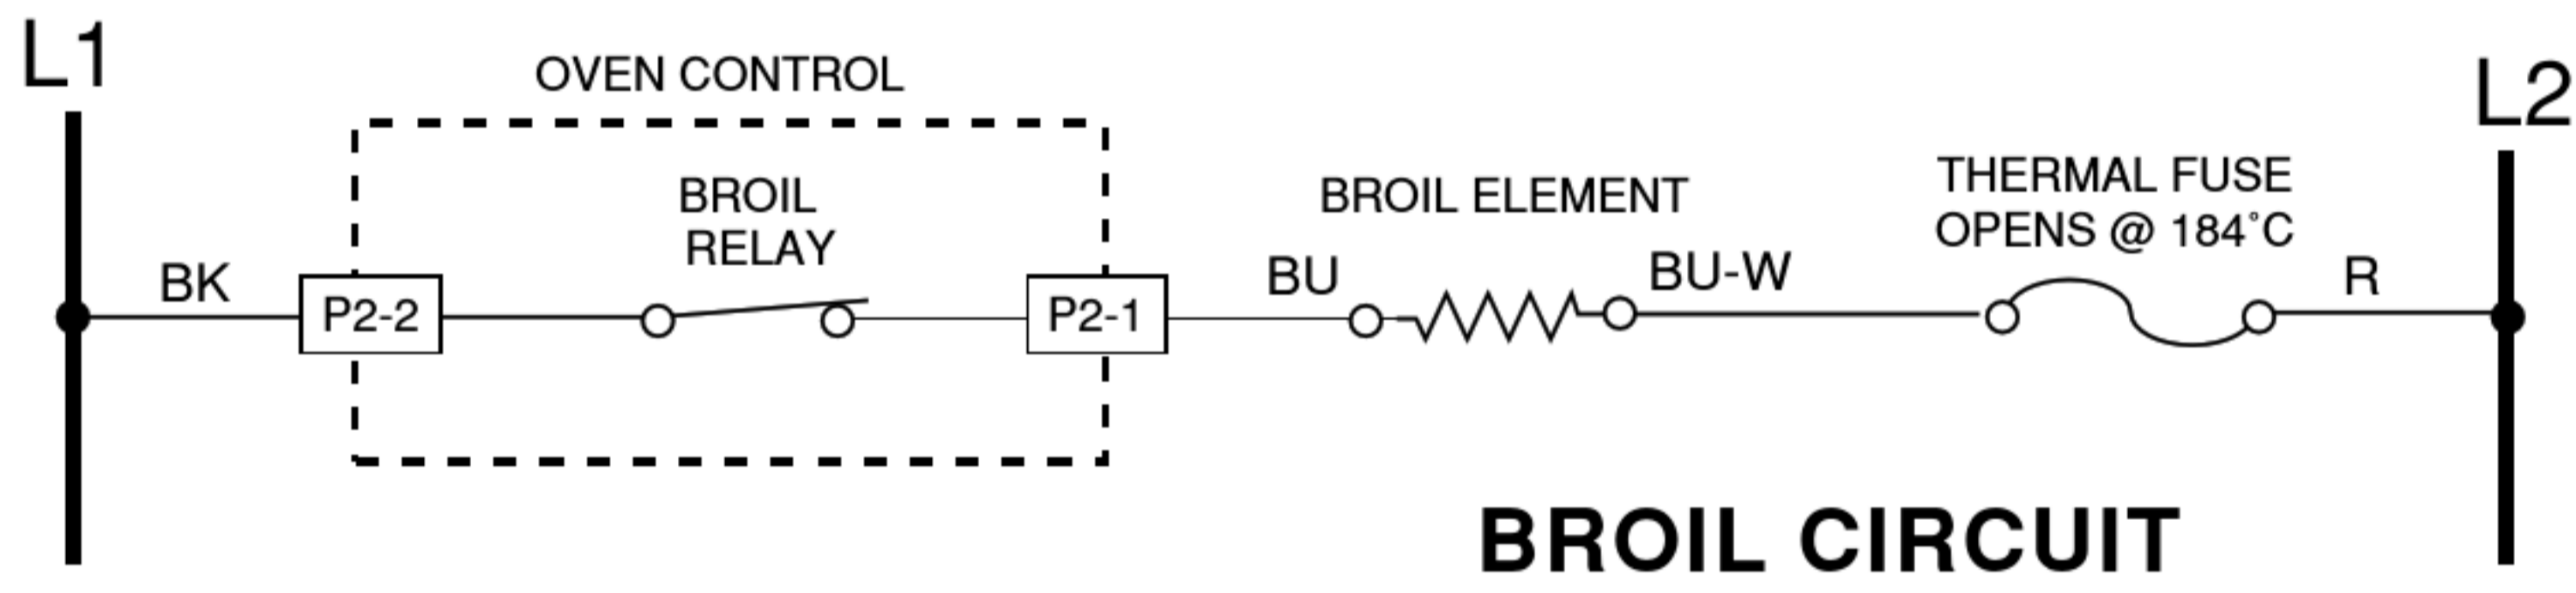 L1
OVEN CONTROL
L2
BROIL
RELAY
BROIL ELEMENT
THERMAL FUSE
OPENS @ 184°C
BK
P2-2
P2-1
BU
BU-W
R
BROIL CIRCUIT